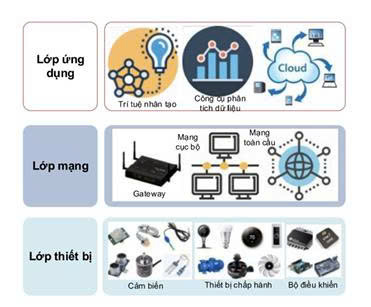 Lớp ứng
dụng
Trí tuệ nhân tạo
Công cụ phân
tích dữ liệu
Cloud
Lớp mạng
Gateway
Mạng
cục bộ
Mạng
toàn cầu
Lớp thiết bị
Cảm biến
Thiết bị chấp hành
Bộ điều khiển